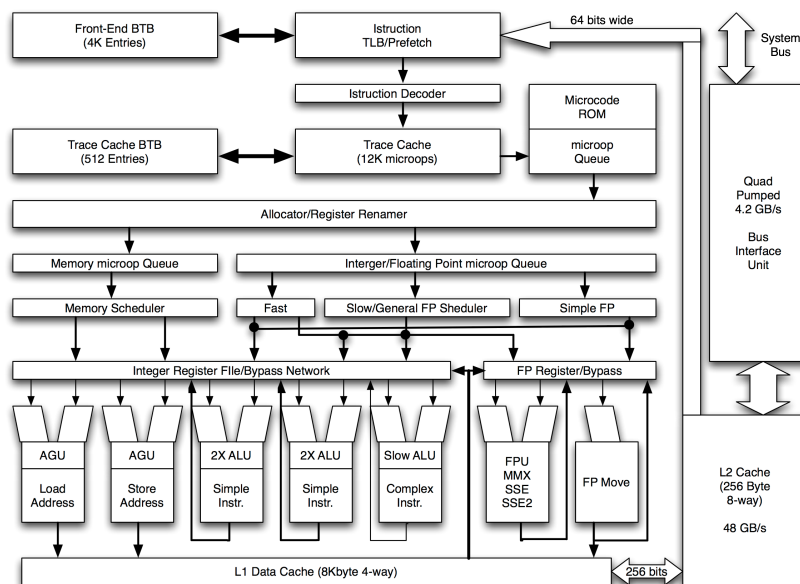 Front-End BTB
(4K Entries)
Istruction
TLB/Prefetch
64 bits wide
System
Bus
Istruction Decoder
Microcode
ROM
Trace Cache BTB
(512 Entries)
Trace Cache
(12K microops)
microop
Queue
Quad
Pumped
4.2 GB/s
Bus
Interface
Unit
Allocator/Register Renamer
Memory microop Queue
Interger/Floating Point microop Queue
Memory Scheduler
Fast
Slow/General FP Sheduler
Simple FP
Integer Register FIle/Bypass Network
FP Register/Bypass
AGU
Load
Address
AGU
Store
Address
2X ALU
Simple
Instr.
2X ALU
Simple
Instr.
Slow ALU
Complex
Instr.
FPU
MMX
SSE
SSE2
FP Move
L2 Cache
(256 Byte
8-way)
48 GB/s
L1 Data Cache (8Kbyte 4-way)
256 bits